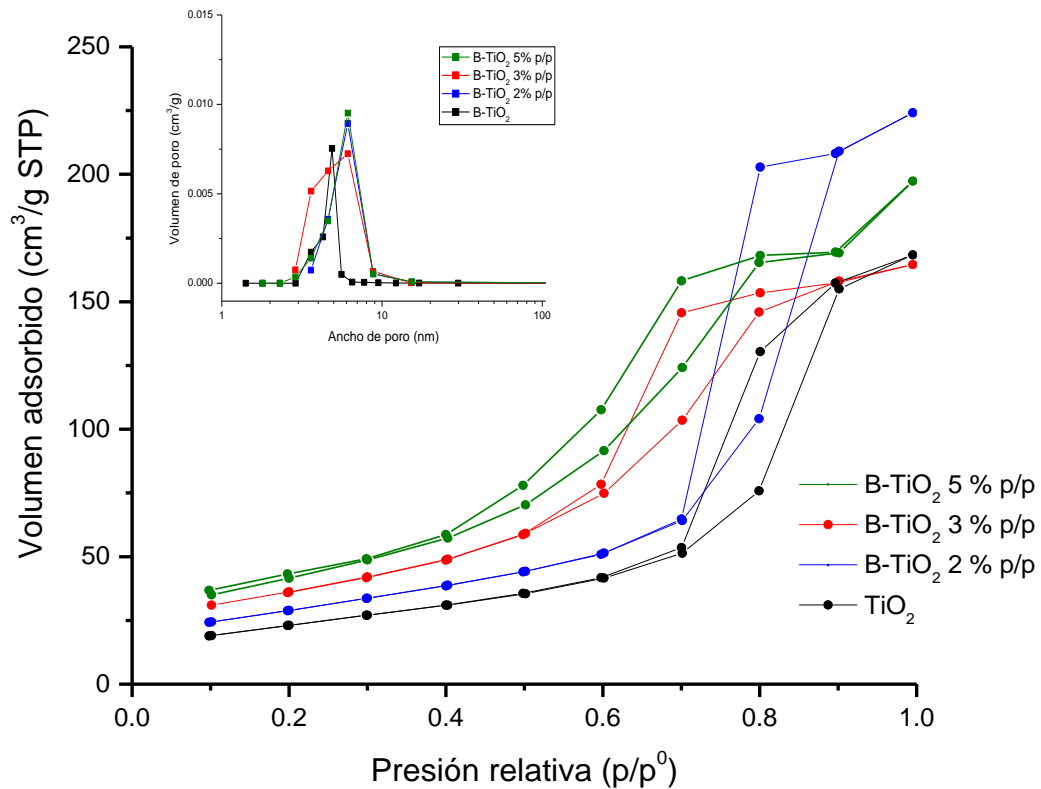 0.015
0.010
0.005
0.000
Volumen de poro (cm³/g)
1
10
100
Ancho de poro (nm)
B-TiO₂ 5% p/p
B-TiO₂ 3% p/p
B-TiO₂ 2% p/p
B-TiO₂
250
200
150
100
50
0
Volumen adsorbido (cm³/g STP)
B-TiO₂ 5 % p/p
B-TiO₂ 3 % p/p
B-TiO₂ 2 % p/p
TiO₂
0.0
0.2
0.4
0.6
0.8
1.0
Presión relativa (p/p⁰)